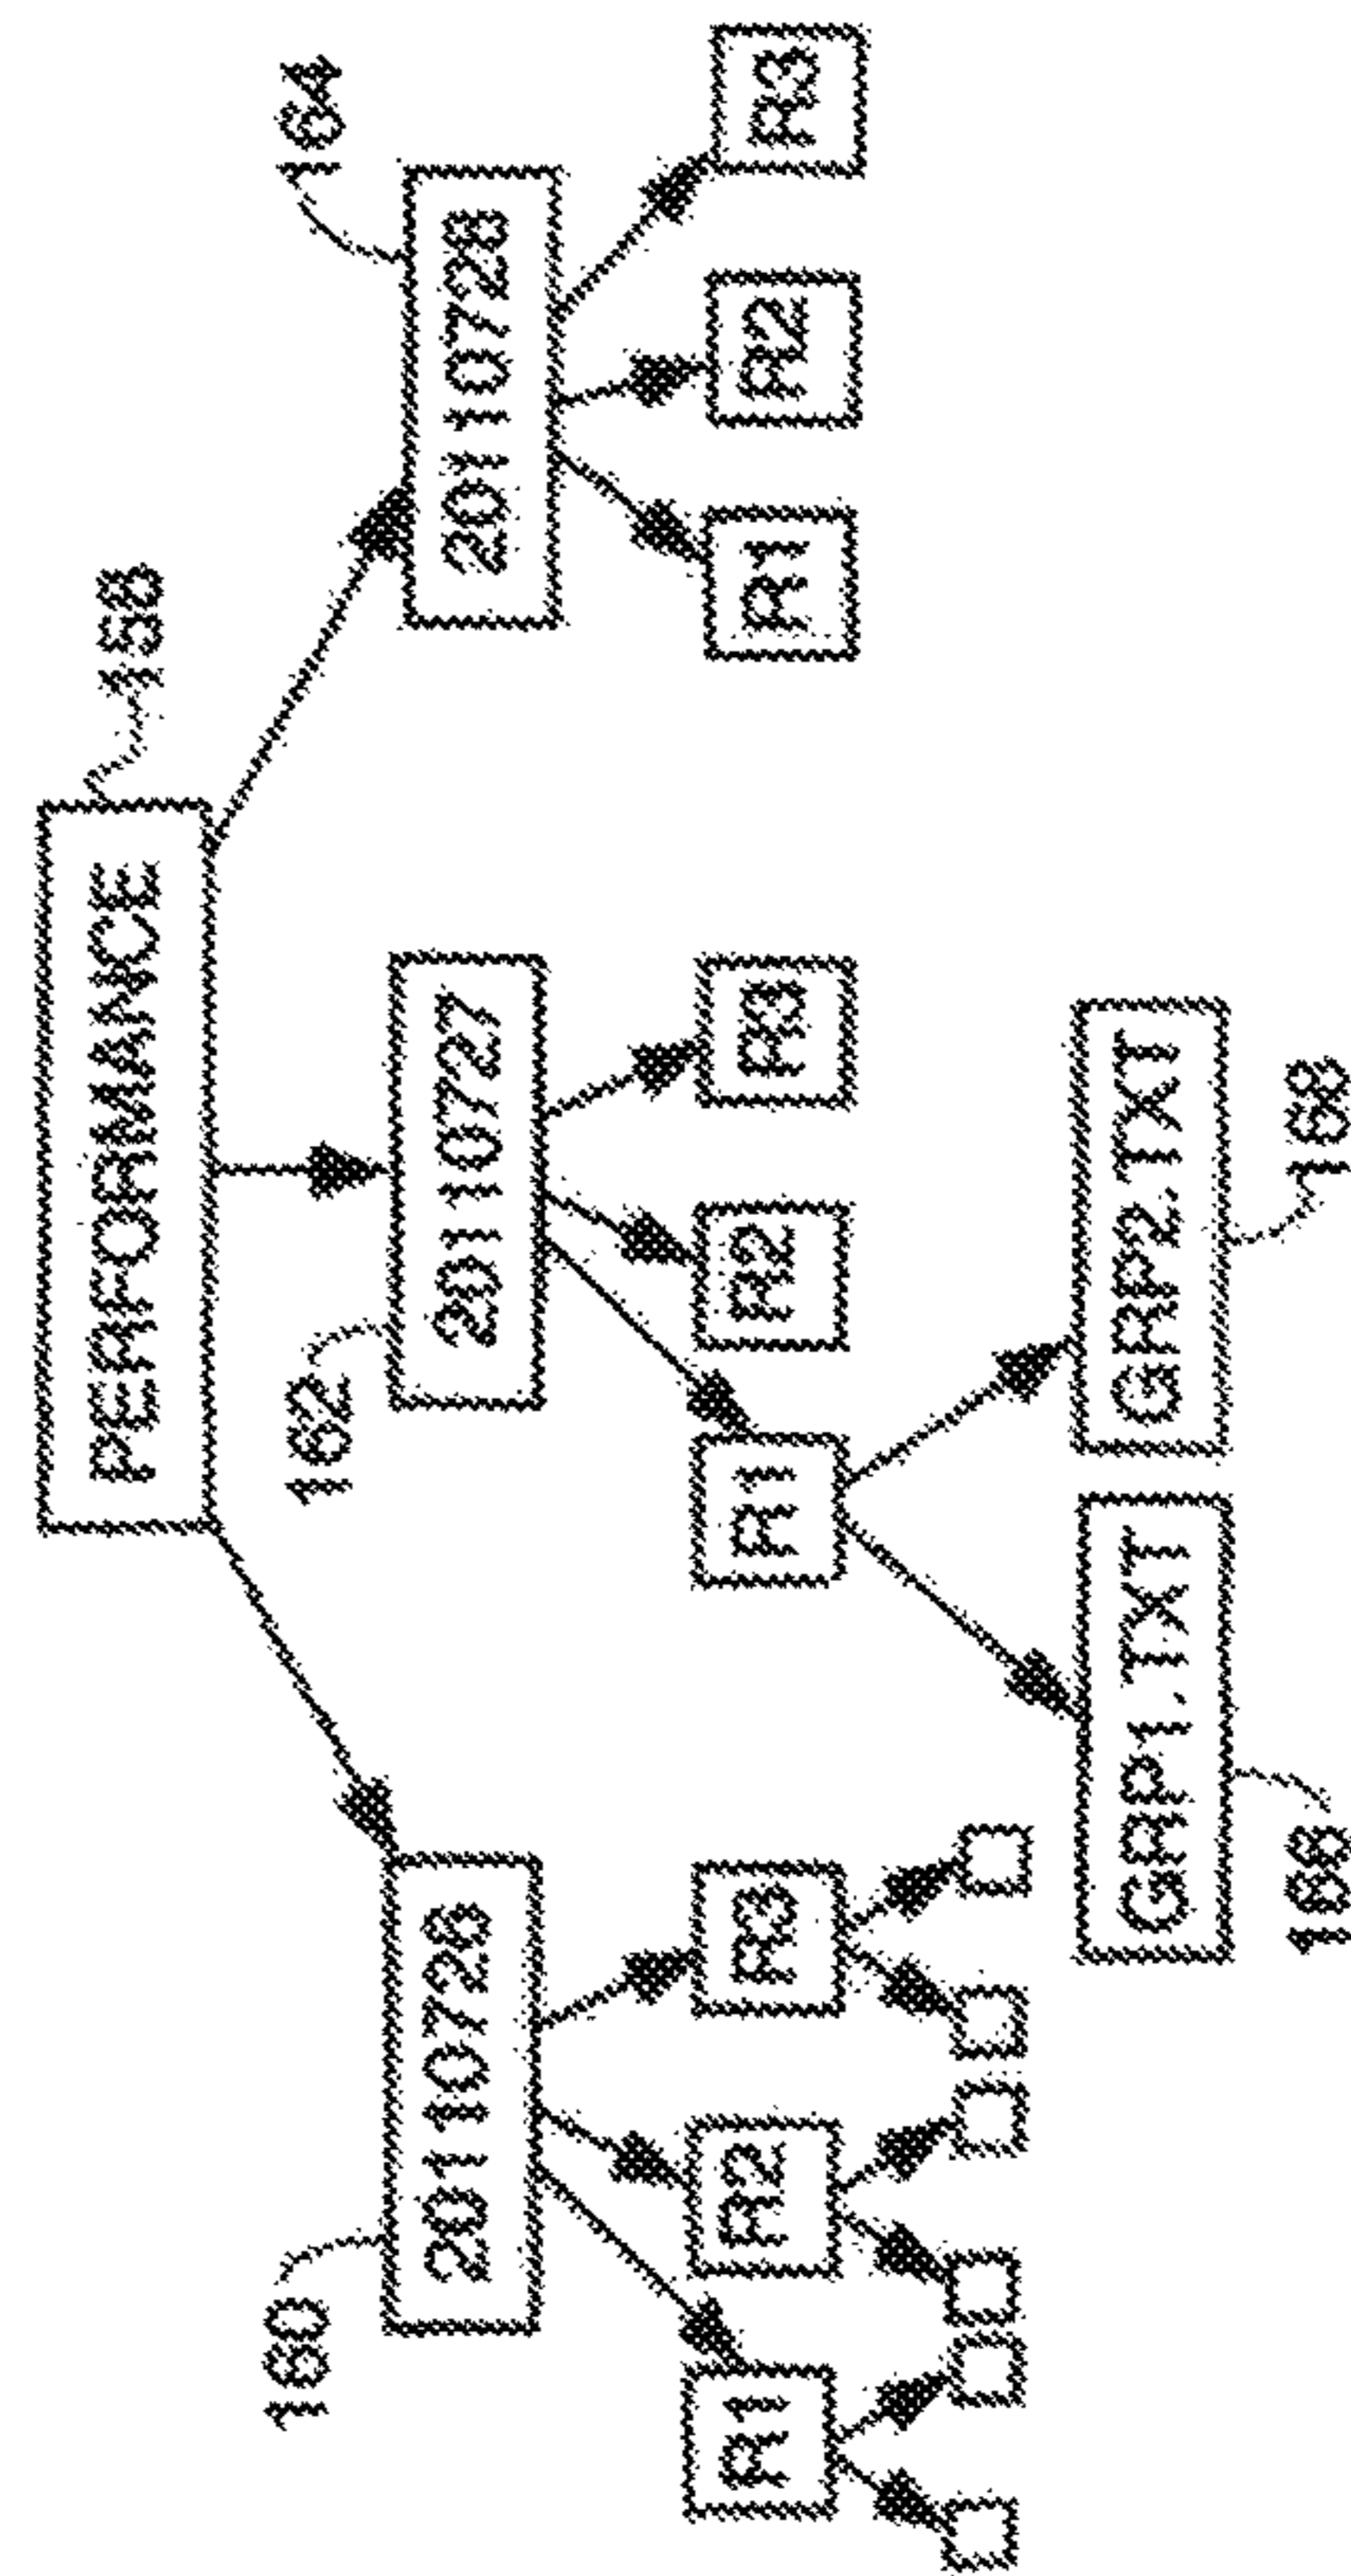 PERFORMANCE
158
160
162
164
20110726
20110727
20110728
R1
R2
R3
R1
R2
R3
R1
R2
R3
GRP1.TXT
GRP2.TXT
166
168